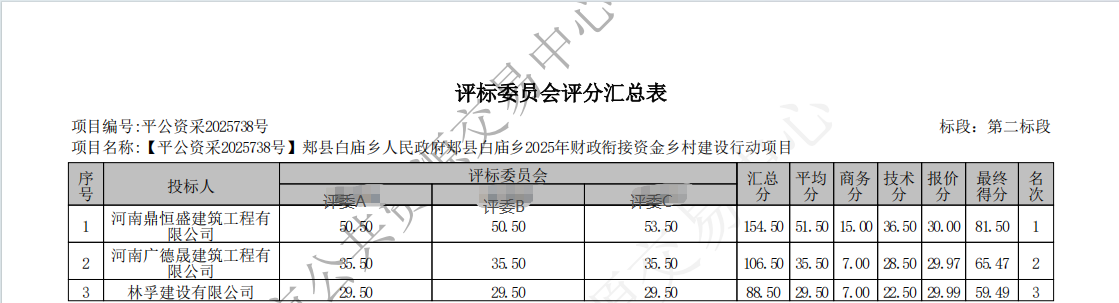 评标委员会评分汇总表
项目编号:平公资采2025738号 标段：第二标段
项目名称:【平公资采2025738号】郏县白庙乡人民政府郏县白庙乡2025年财政衔接资金乡村建设行动项目
序号 投标人 评标委员会 汇总分 平均分 商务分 技术分 报价分 最终得分 名次
评委A 评委B 评委C
1 河南鼎恒盛建筑工程有限公司 50.50 50.50 53.50 154.50 51.50 15.00 36.50 30.00 81.50 1
2 河南广德晟建筑工程有限公司 35.50 35.50 35.50 106.50 35.50 7.00 28.50 29.97 65.47 2
3 林孚建设有限公司 29.50 29.50 29.50 88.50 29.50 7.00 22.50 29.99 59.49 3
公共资源交易中心
易中心